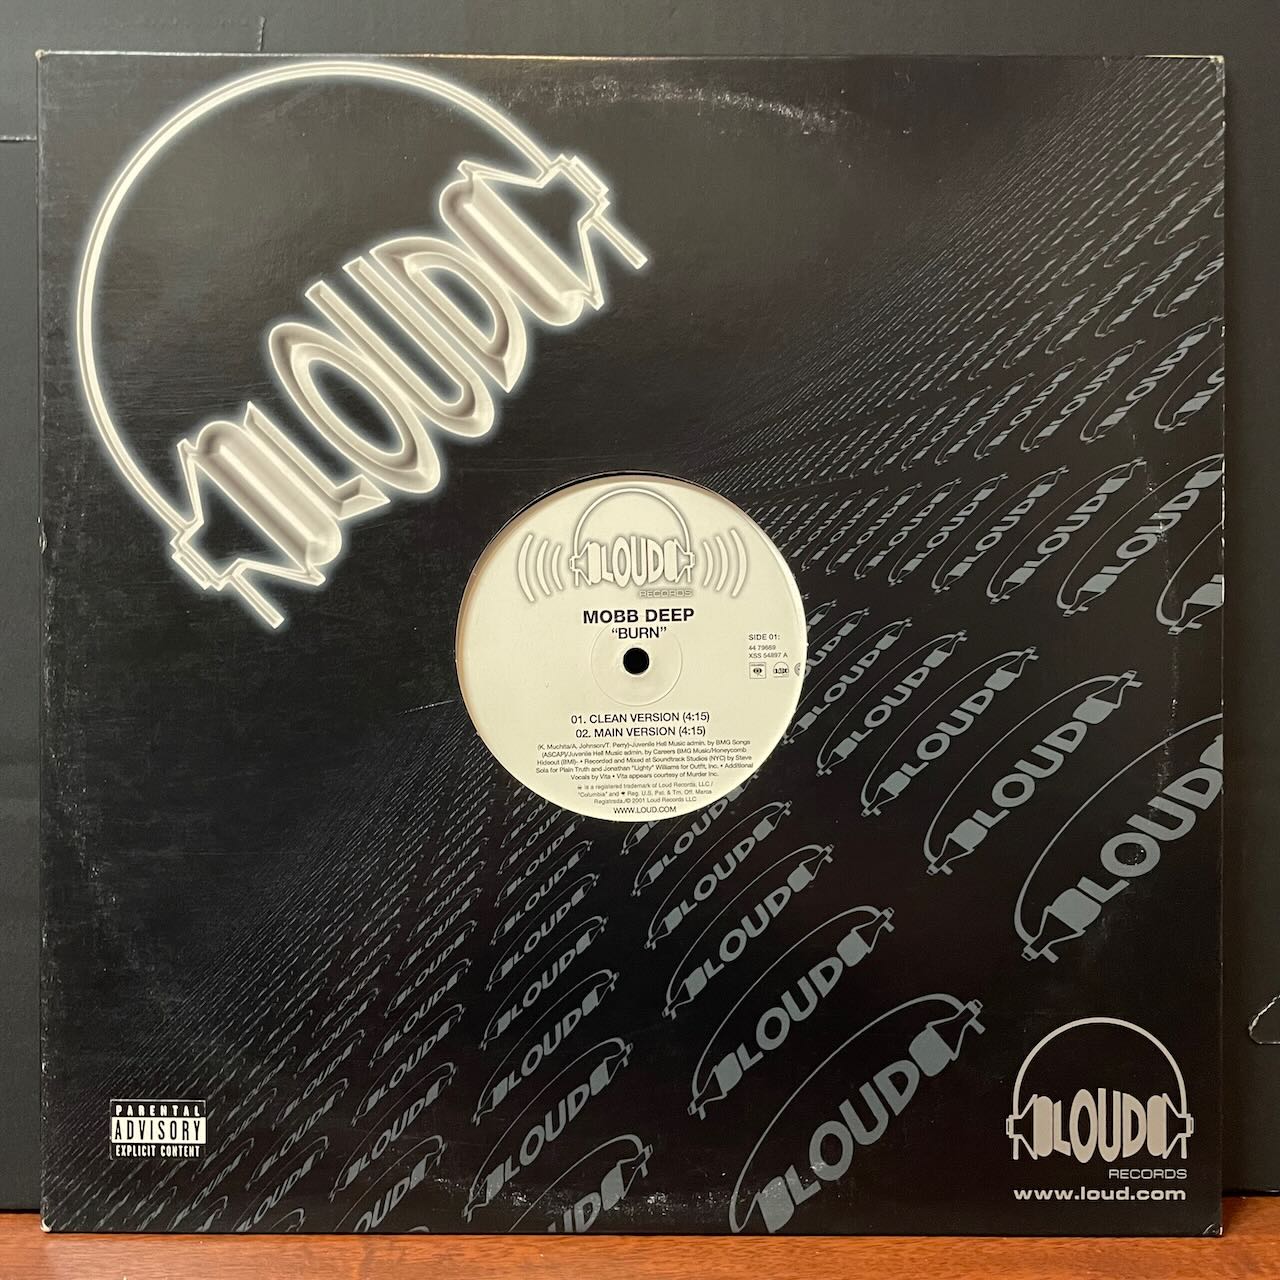 LOUD
LOUD
RECORDS
MOBB DEEP
“BURN”
SIDE 01:
44 79669
XSS 54897 A
01. CLEAN VERSION (4:15)
02. MAIN VERSION (4:15)
(K. Muchita/A. Johnson/T. Perry)-Juvenile Hell Music admin. by BMG Songs
(ASCAP)/Juvenile Hell Music admin. by Careers BMG Music/Honeycomb
Hideout (BMI)- • Recorded and Mixed at Soundtrack Studios (NYC) by Steve
Sola for Plain Truth and Jonathan "Lighty" Williams for Outfit, Inc. • Additional
Vocals by Vita • Vita appears courtesy of Murder Inc.
is a registered trademark of Loud Records, LLC./
"Columbia" and Reg. U.S. Pat. & Tm. Off. Marca
Registrada./© 2001 Loud Records LLC
WWW.LOUD.COM
PARENTAL
ADVISORY
EXPLICIT CONTENT
LOUD
RECORDS
www.loud.com